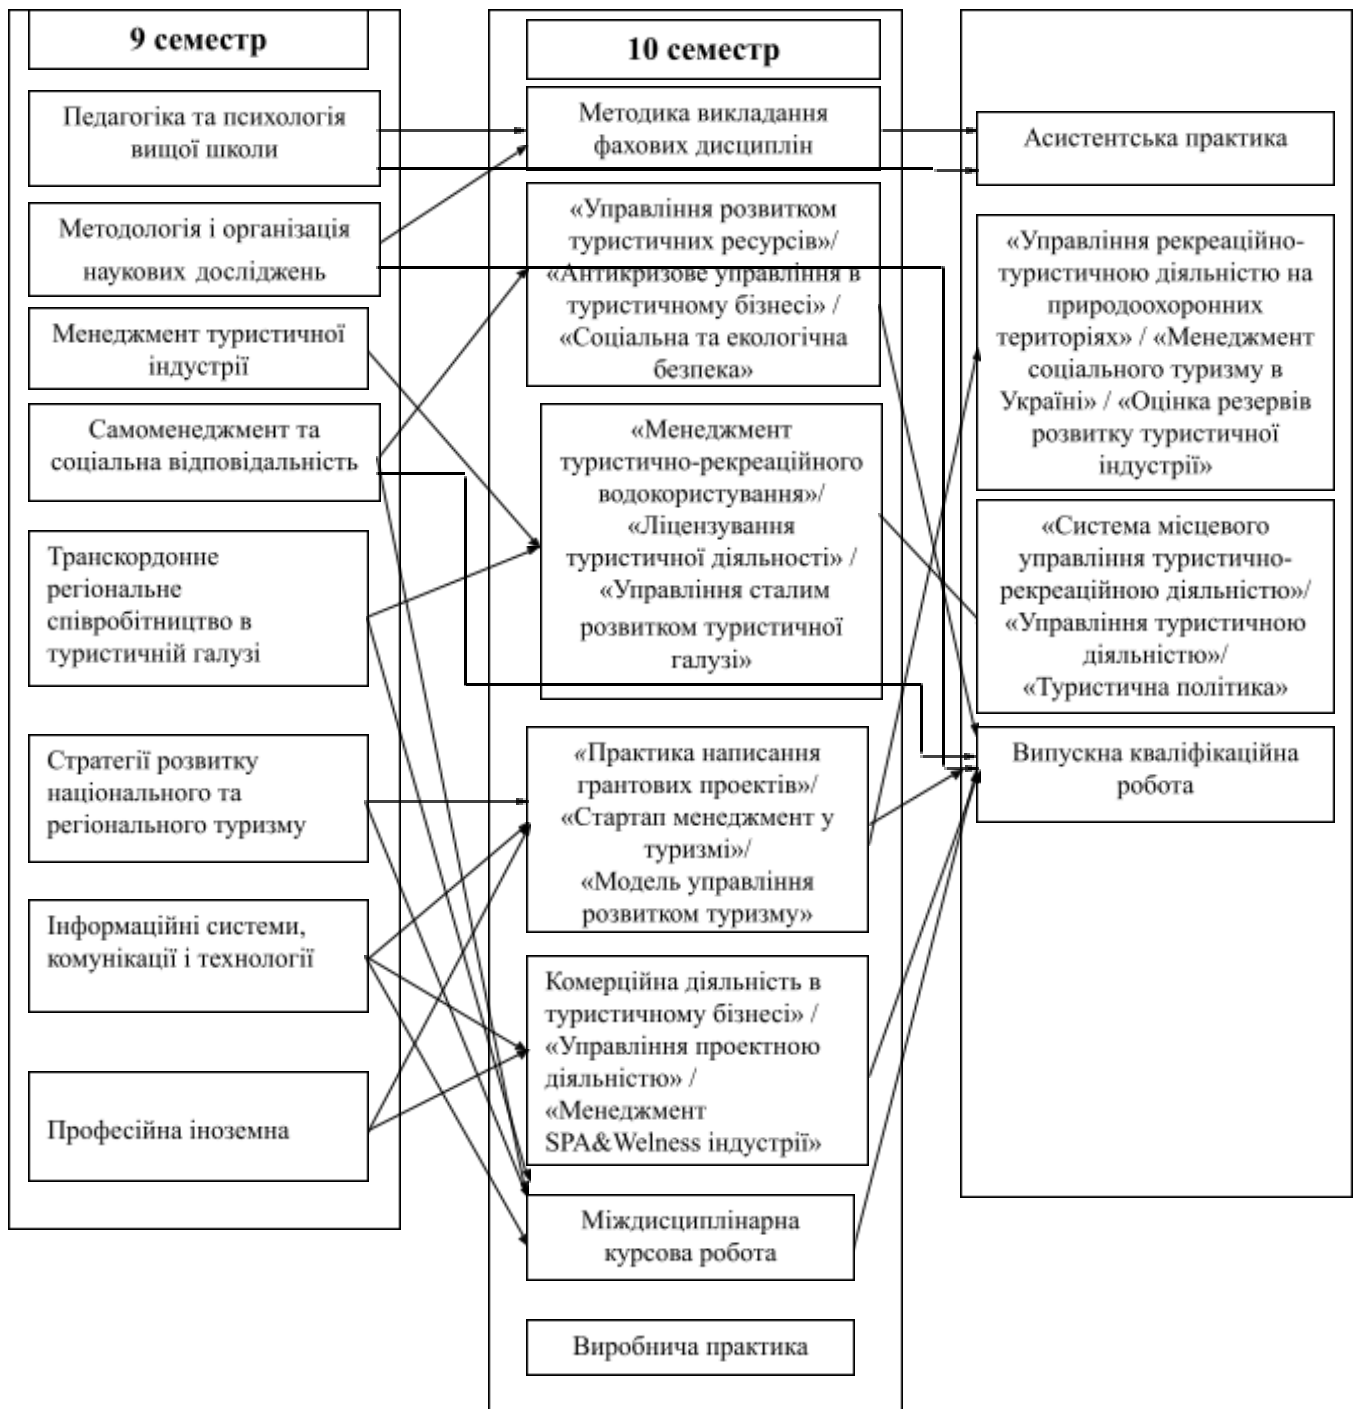 9 семестр
Педагогіка та психологія
вищої школи
Методологія і організація
наукових досліджень
Менеджмент туристичної
індустрії
Самоменеджмент та
соціальна відповідальність
Транскордонне
регіональне
співробітництво в
туристичній галузі
Стратегії розвитку
національного та
регіонального туризму
Інформаційні системи,
комунікації і технології
Професійна іноземна
10 семестр
Методика викладання
фахових дисциплін
«Управління розвитком
туристичних ресурсів»/
«Антикризове управління в
туристичному бізнесі» /
«Соціальна та екологічна
безпека»
«Менеджмент
туристично-рекреаційного
водокористування»/
«Ліцензування
туристичної діяльності» /
«Управління сталим
розвитком туристичної
галузі»
«Практика написання
грантових проектів»/
«Стартап менеджмент у
туризмі»/
«Модель управління
розвитком туризму»
Комерційна діяльність в
туристичному бізнесі» /
«Управління проектною
діяльністю» /
«Менеджмент
SPA&Welness індустрії»
Міждисциплінарна
курсова робота
Виробнича практика
Асистентська практика
«Управління рекреаційно-
туристичною діяльністю на
природоохоронних
територіях» / «Менеджмент
соціального туризму в
Україні» / «Оцінка резервів
розвитку туристичної
індустрії»
«Система місцевого
управління туристично-
рекреаційною діяльністю»/
«Управління туристичною
діяльністю»/
«Туристична політика»
Випускна кваліфікаційна
робота